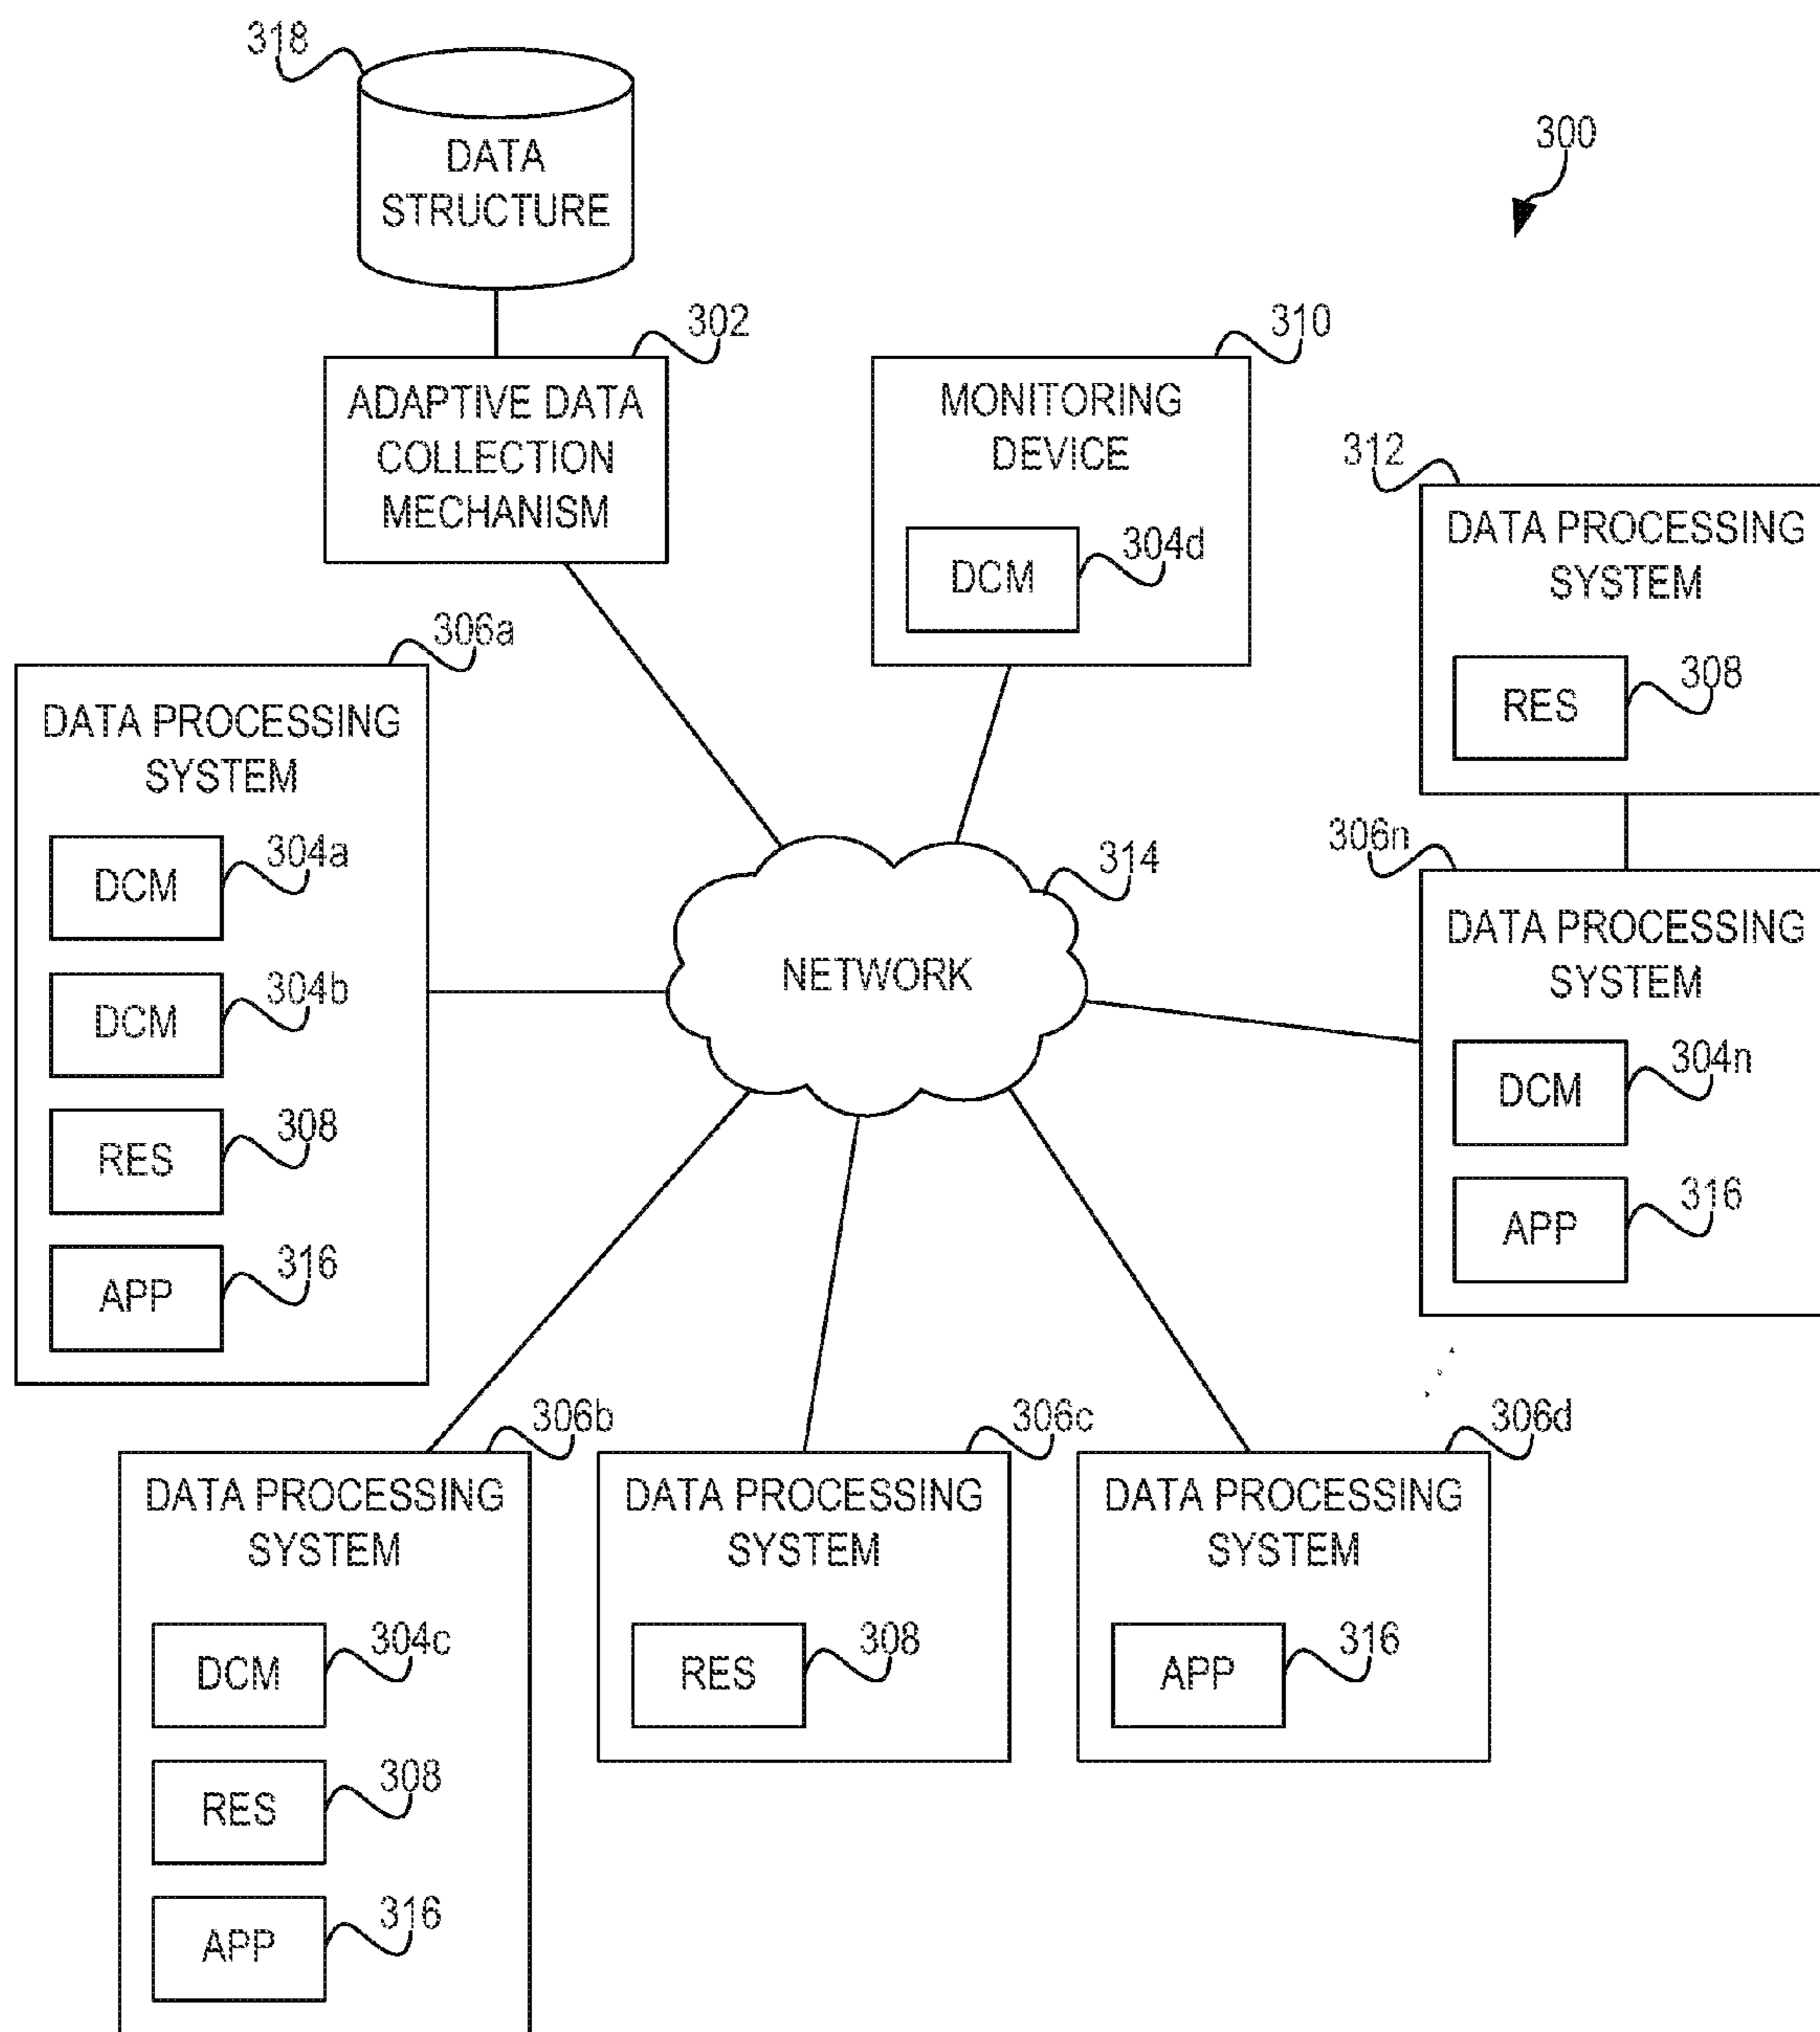 318
DATA
STRUCTURE
300
302
ADAPTIVE DATA
COLLECTION
MECHANISM
310
MONITORING
DEVICE
DCM
304d
312
DATA PROCESSING
SYSTEM
RES
308
306a
DATA PROCESSING
SYSTEM
DCM
304a
DCM
304b
RES
308
APP
316
314
NETWORK
306n
DATA PROCESSING
SYSTEM
DCM
304n
APP
316
306b
DATA PROCESSING
SYSTEM
DCM
304c
RES
308
APP
316
306c
DATA PROCESSING
SYSTEM
RES
308
306d
DATA PROCESSING
SYSTEM
APP
316